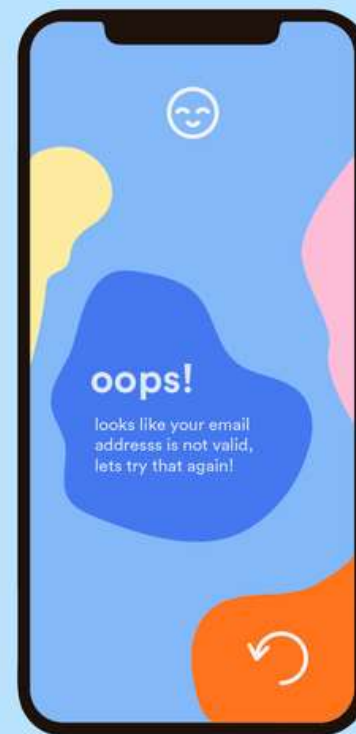 oops!
looks like your email
addresss is not valid,
lets try that again!